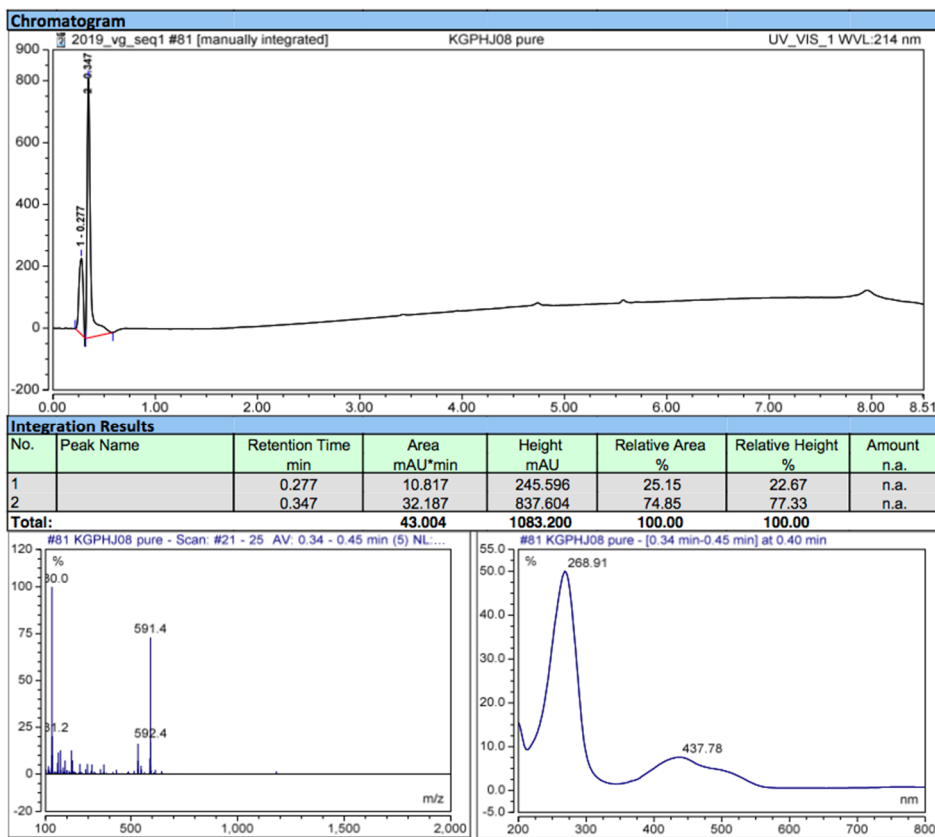 Chromatogram
2019_vg_seq1 #81 [manually integrated] KGPHJ08 pure UV_VIS_1 WVL:214 nm
900
800
600
400
200
0
-200
1 - 0.277
2 - 0.347
0.00 1.00 2.00 3.00 4.00 5.00 6.00 7.00 8.00 8.51
Integration Results
No. Peak Name Retention Time Area Height Relative Area Relative Height Amount
min mAU*min mAU % % n.a.
1 0.277 10.817 245.596 25.15 22.67 n.a.
2 0.347 32.187 837.604 74.85 77.33 n.a.
Total: 43.004 1083.200 100.00 100.00
#81 KGPHJ08 pure - Scan: #21 - 25 AV: 0.34 - 0.45 min (5) NL:...
120
100
75
50
25
0
-20
%
30.0
591.4
31.2
592.4
m/z
100 500 1,000 1,500 2,000
#81 KGPHJ08 pure - [0.34 min-0.45 min] at 0.40 min
55.0
50.0
40.0
30.0
20.0
10.0
0.0
-5.0
%
268.91
437.78
nm
200 300 400 500 600 700 800